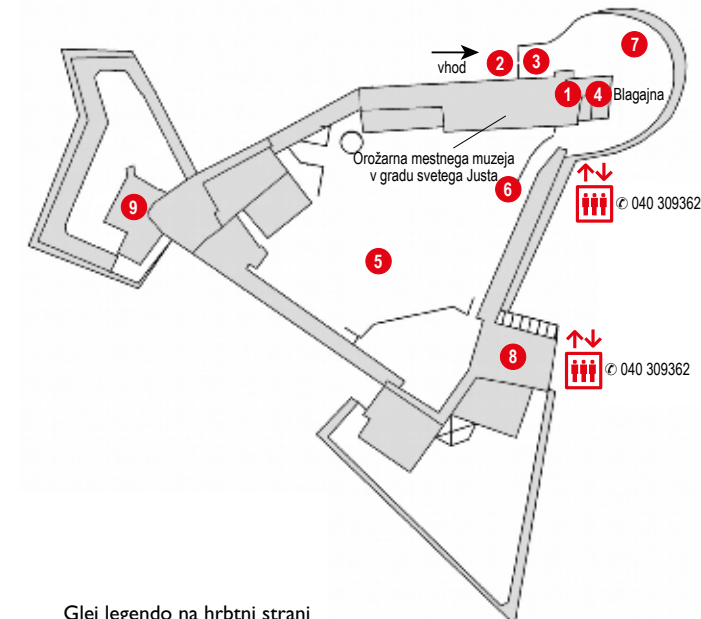 7
2
3
vhod
1
4
Blagajna
Orožarna mestnega muzeja
v gradu svetega Justa
6
✆ 040 309362
9
5
8
✆ 040 309362
Glej legendo na hrbtni strani